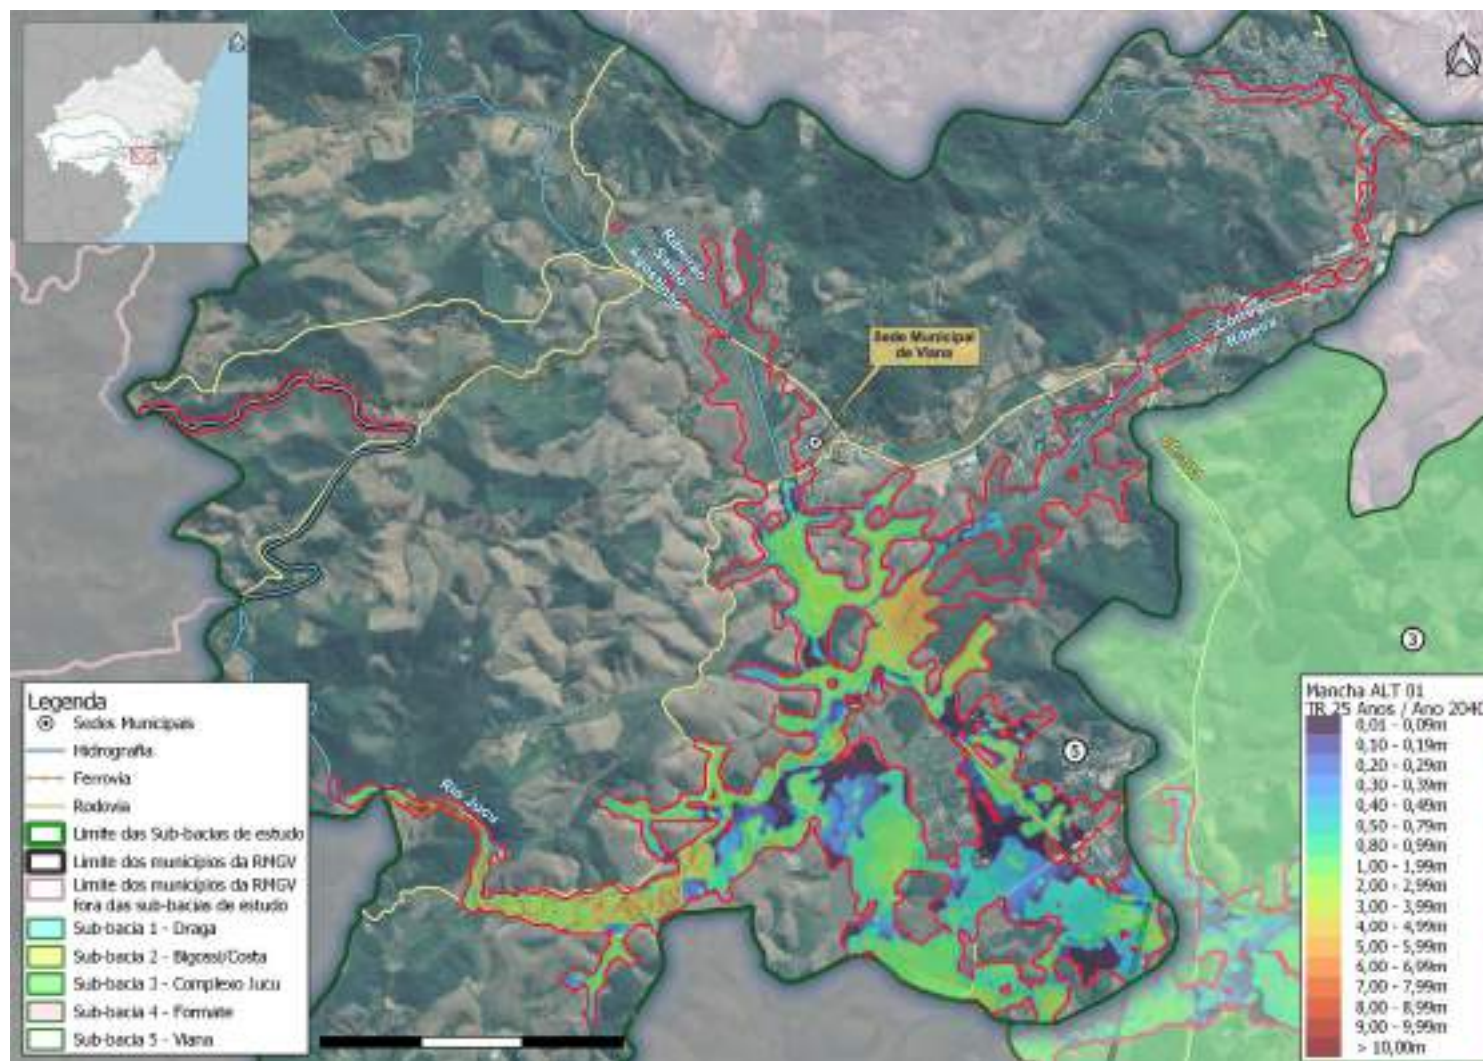 Ribeirão
Santo
Agostinho
Sede Municipal
de Viana
Córrego
Ribeira
3
5
Rio Jucu
Legenda
Sedes Municipais
Hidrografia
Ferrovia
Rodovia
Limite das Sub-bacias de estudo
Limite dos municípios da RMGV
Limite dos municípios da RMGV
fora das sub-bacias de estudo
Sub-bacia 1 - Draga
Sub-bacia 2 - Bigossi/Costa
Sub-bacia 3 - Complexo Jucu
Sub-bacia 4 - Formate
Sub-bacia 5 - Viana
Mancha ALT 01
TR 25 Anos / Ano 2040
0,01 - 0,09m
0,10 - 0,19m
0,20 - 0,29m
0,30 - 0,39m
0,40 - 0,49m
0,50 - 0,79m
0,80 - 0,99m
1,00 - 1,99m
2,00 - 2,99m
3,00 - 3,99m
4,00 - 4,99m
5,00 - 5,99m
6,00 - 6,99m
7,00 - 7,99m
8,00 - 8,99m
9,00 - 9,99m
> 10,00m